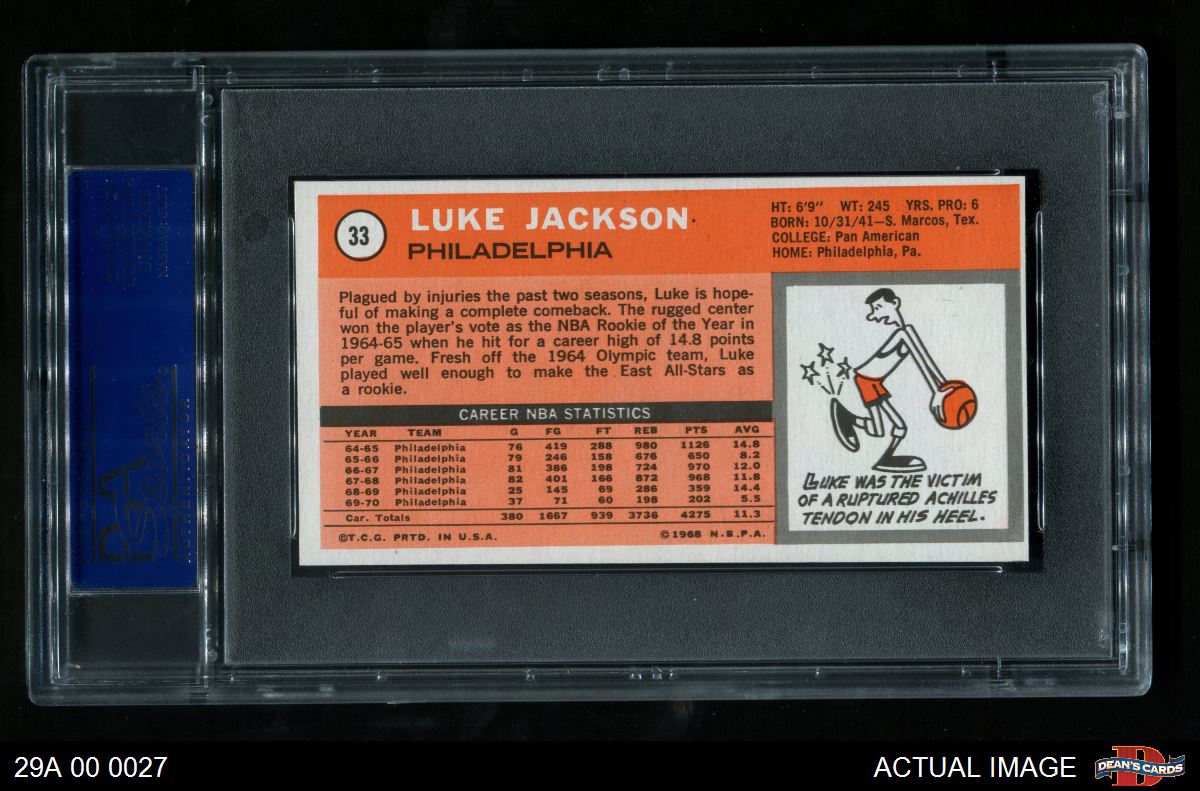 33
LUKE JACKSON
PHILADELPHIA
HT: 6'9" WT: 245 YRS. PRO: 6
BORN: 10/31/41—S. Marcos, Tex.
COLLEGE: Pan American
HOME: Philadelphia, Pa.
Plagued by injuries the past two seasons, Luke is hope-
ful of making a complete comeback. The rugged center
won the player's vote as the NBA Rookie of the Year in
1964-65 when he hit for a career high of 14.8 points
per game. Fresh off the 1964 Olympic team, Luke
played well enough to make the East All-Stars as
a rookie.
CAREER NBA STATISTICS
YEAR TEAM G FG FT REB PTS AVG
64-65 Philadelphia 76 419 288 980 1126 14.8
65-66 Philadelphia 79 246 158 676 650 8.2
66-67 Philadelphia 81 386 198 724 970 12.0
67-68 Philadelphia 82 401 166 872 968 11.8
68-69 Philadelphia 25 145 69 286 359 14.4
69-70 Philadelphia 37 71 60 198 202 5.5
Car. Totals 380 1667 939 3736 4275 11.3
©T.C.G. PRTD. IN U.S.A. ©1968 N.B.P.A.
LUKE WAS THE VICTIM
OF A RUPTURED ACHILLES
TENDON IN HIS HEEL.
PSA
AUTHENTICATOR
29A 00 0027
ACTUAL IMAGE
DEAN'S CARDS